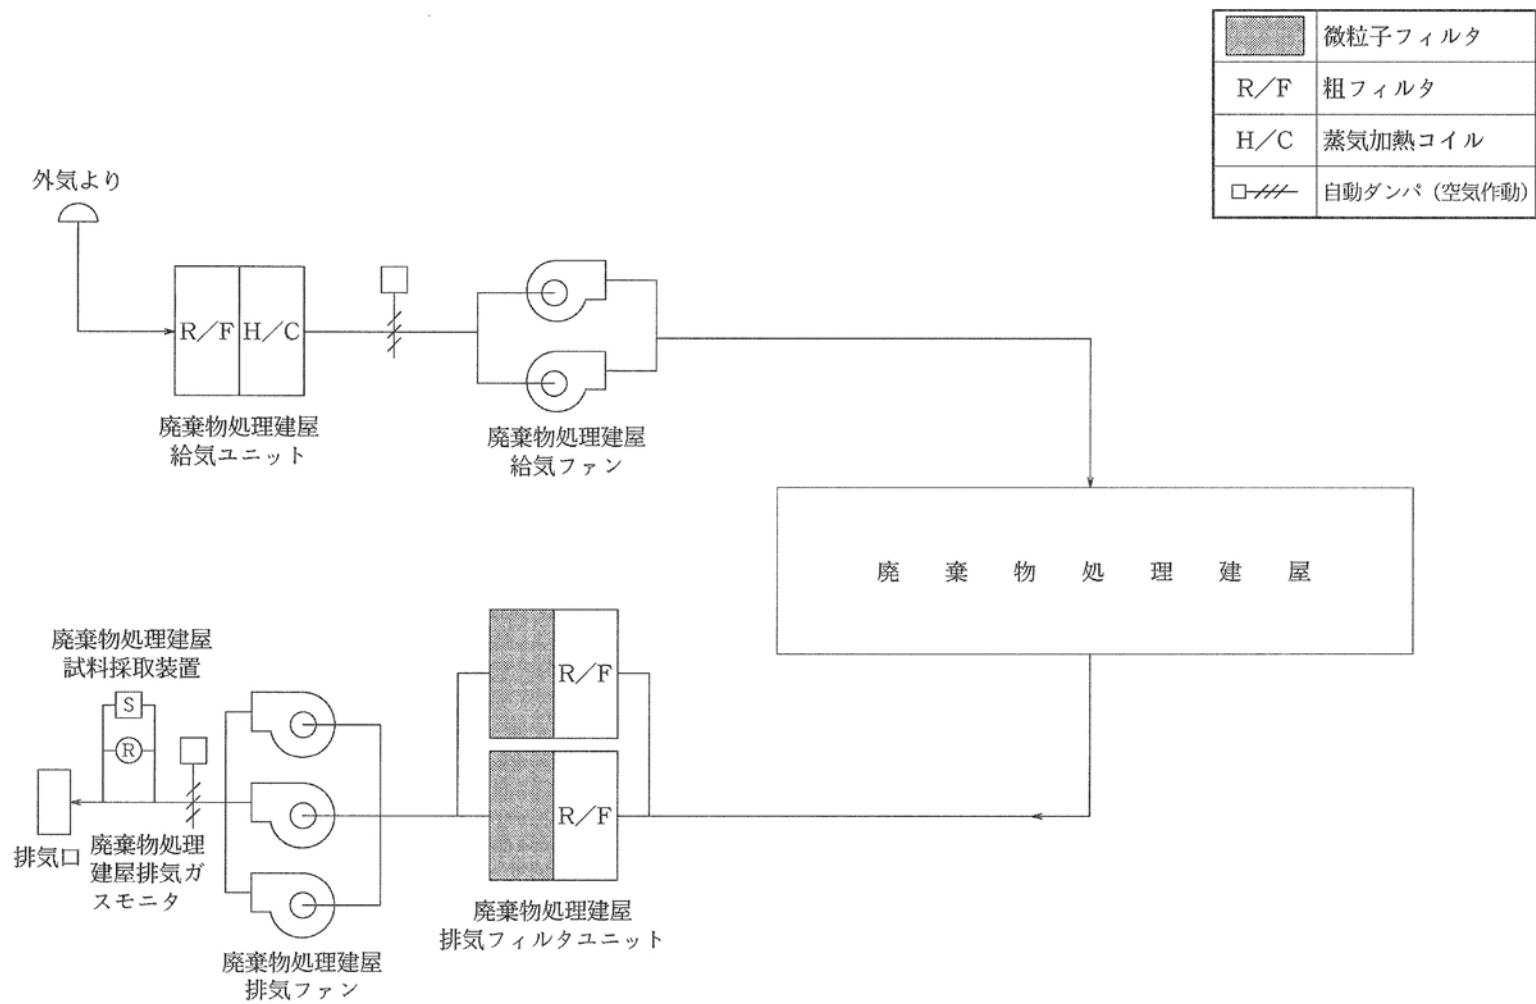 微粒子フィルタ
R/F 粗フィルタ
H/C 蒸気加熱コイル
自動ダンパ（空気作動）
外気より
R/F H/C
廃棄物処理建屋
給気ユニット
廃棄物処理建屋
給気ファン
廃棄物処理建屋
廃棄物処理建屋
試料採取装置
S
R
排気口
廃棄物処理
建屋排気ガ
スモニタ
廃棄物処理建屋
排気ファン
R/F
R/F
廃棄物処理建屋
排気フィルタユニット